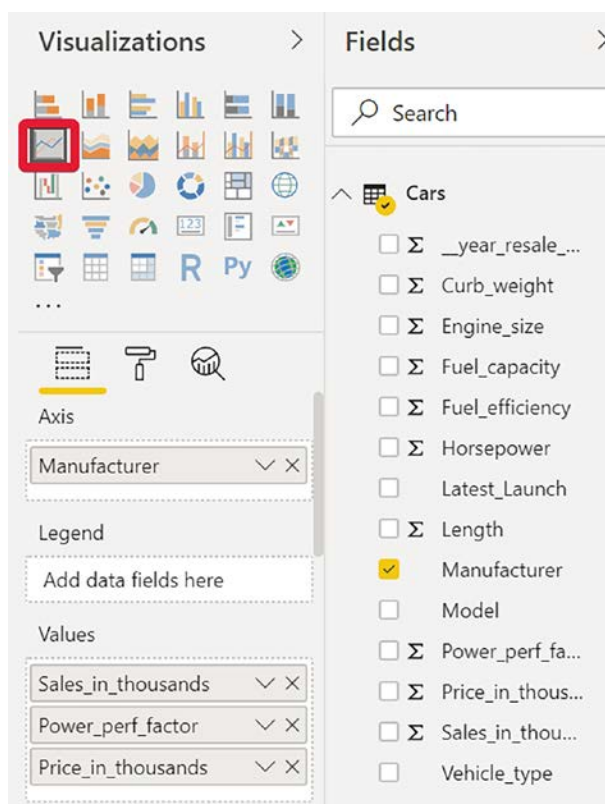 Visualizations
123
R
Py
...
Axis
Manufacturer
Legend
Add data fields here
Values
Sales_in_thousands
Power_perf_factor
Price_in_thousands
Fields
Search
Cars
Σ __year_resale_...
Σ Curb_weight
Σ Engine_size
Σ Fuel_capacity
Σ Fuel_efficiency
Σ Horsepower
Latest_Launch
Σ Length
Manufacturer
Model
Σ Power_perf_fa...
Σ Price_in_thous...
Σ Sales_in_thou...
Vehicle_type